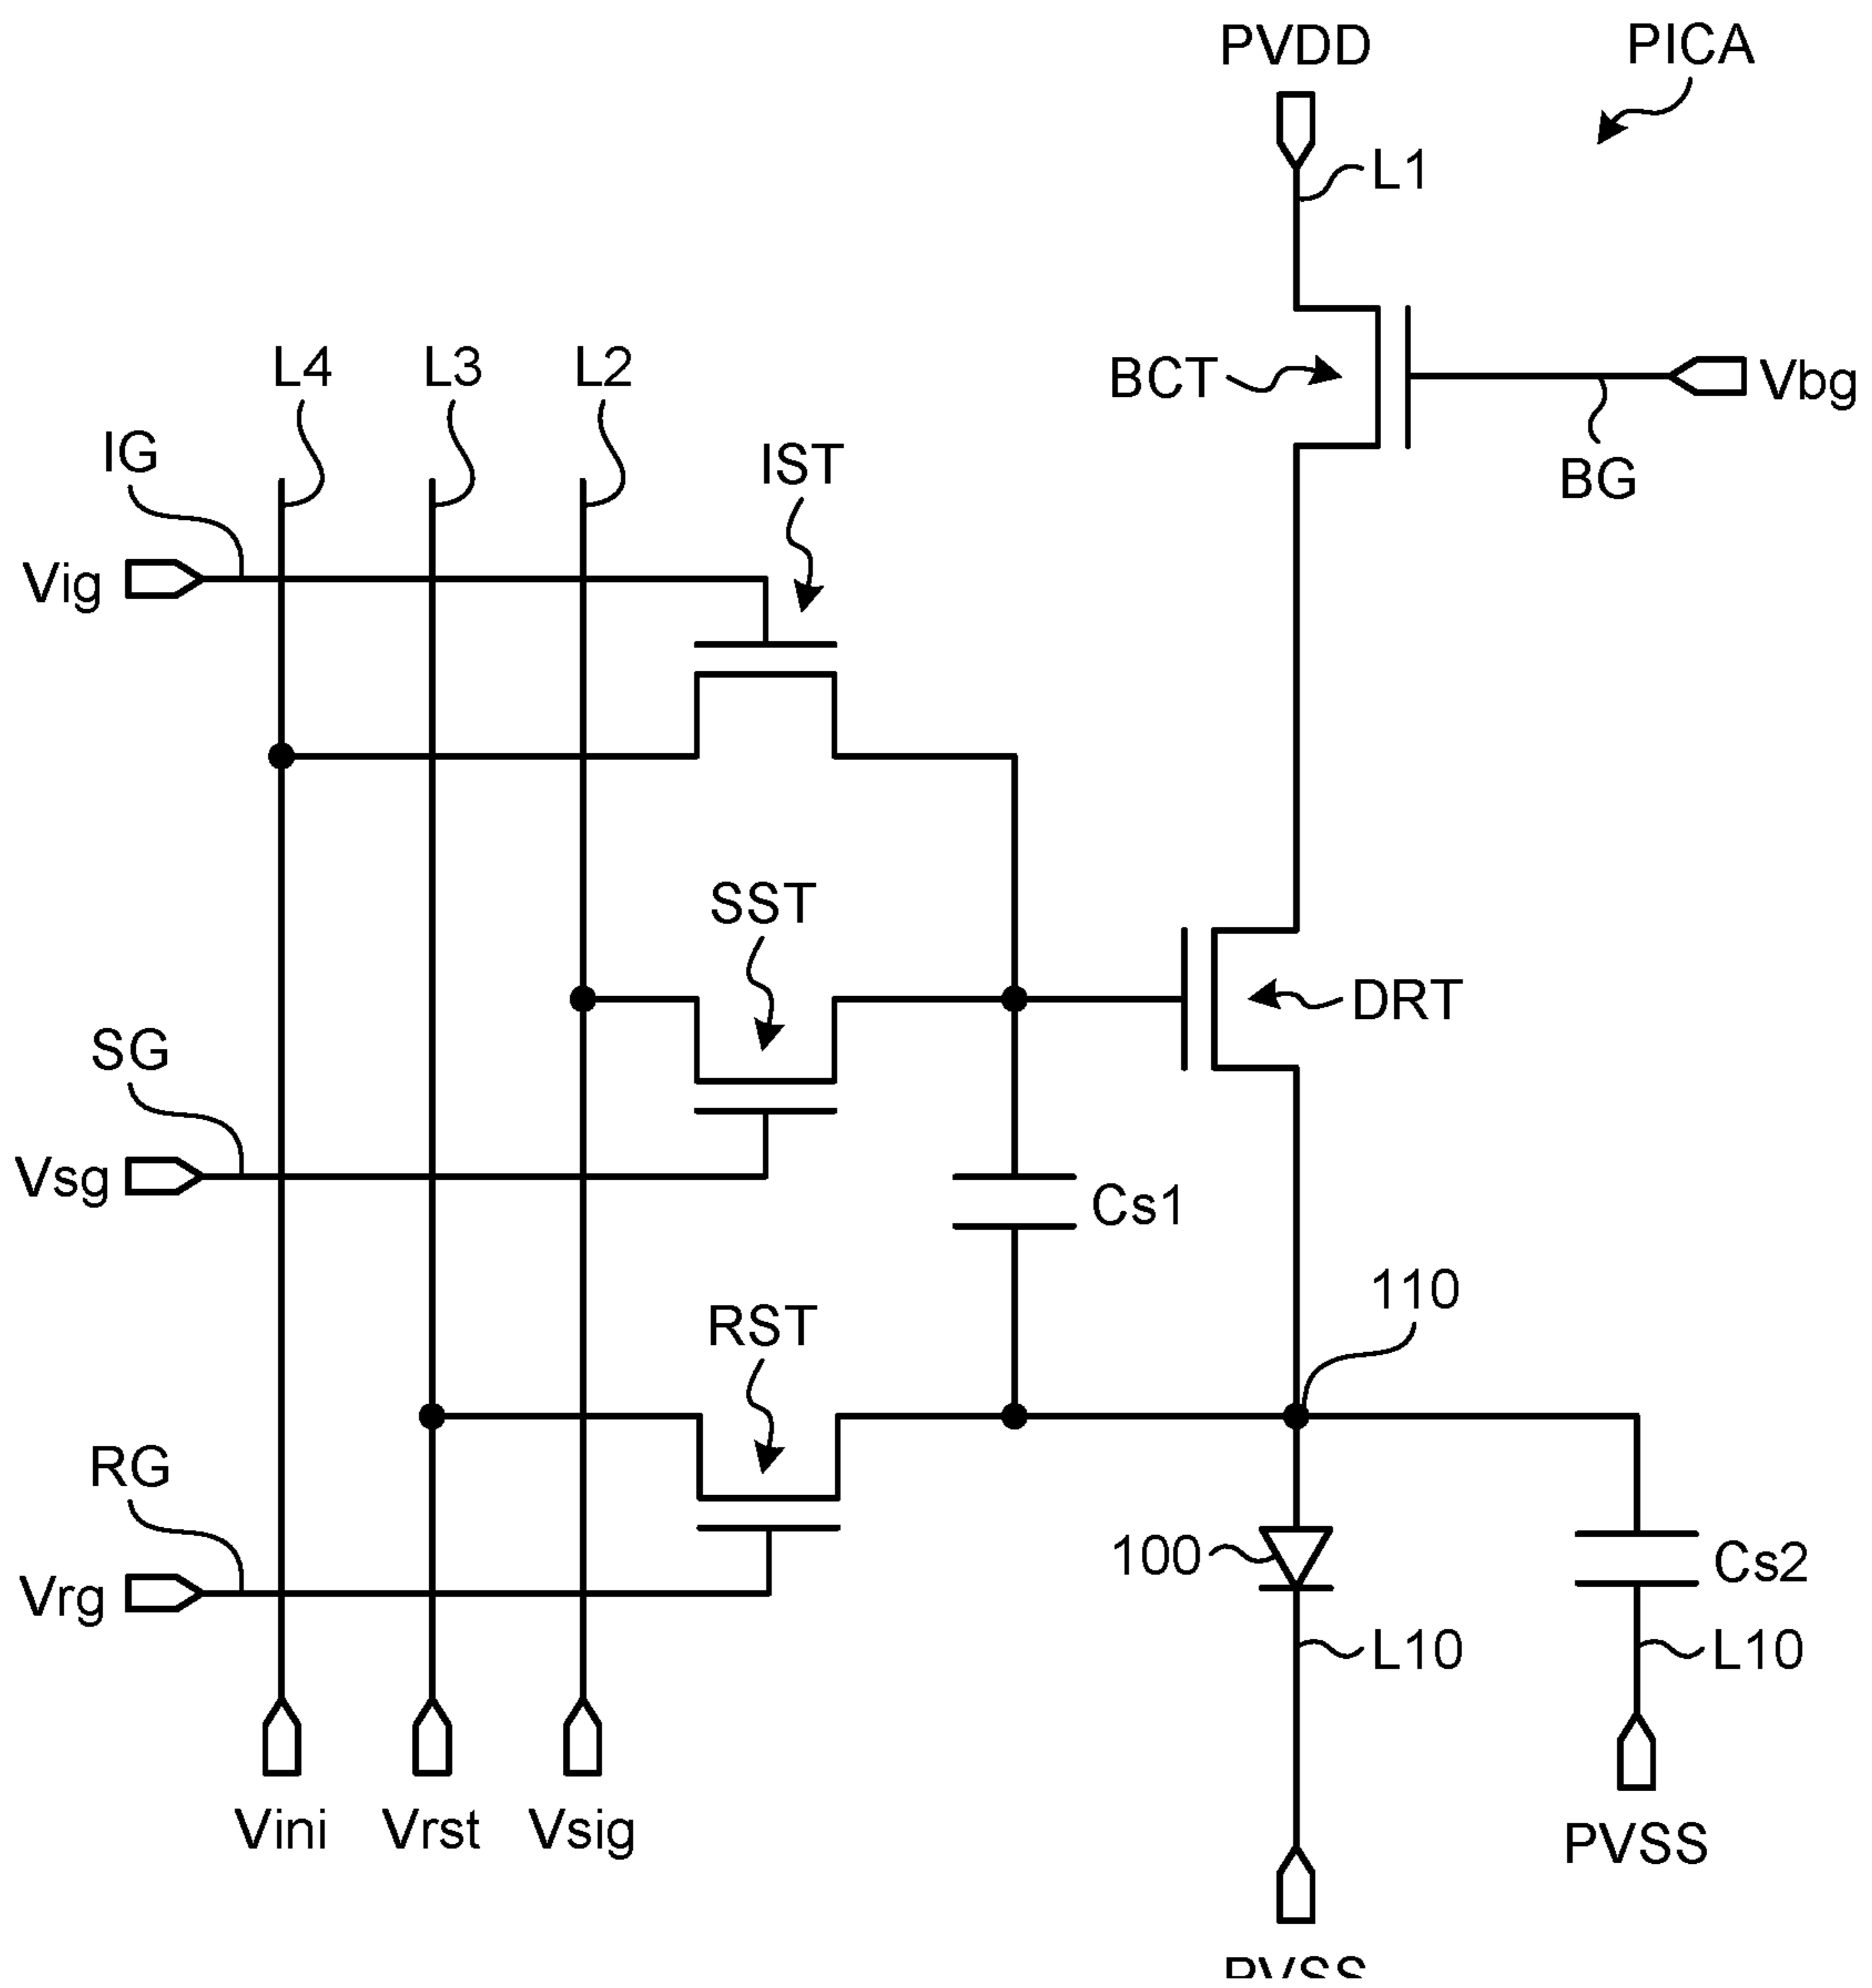 PVDD
PICA
L1
L4
L3
L2
BCT
Vbg
IG
IST
BG
Vig
SST
DRT
SG
Vsg
Cs1
110
RST
RG
100
Cs2
Vrg
L10
L10
Vini
Vrst
Vsig
PVSS
PVSS